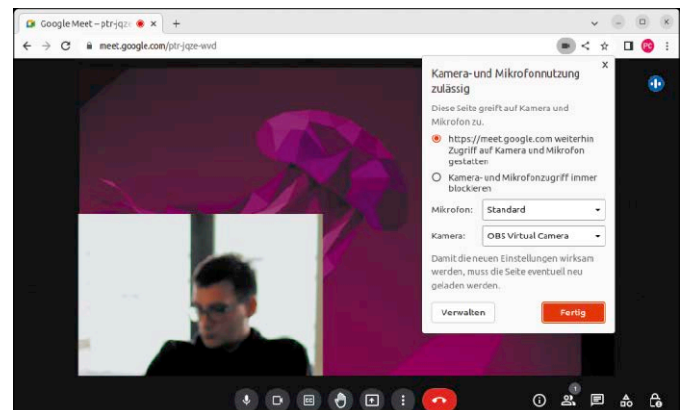 Google Meet – ptr-jqze
meet.google.com/ptr-jqze-wvd
PC
Kamera- und Mikrofonnutzung
zulässig
x
Diese Seite greift auf Kamera und
Mikrofon zu.
https://meet.google.com weiterhin
Zugriff auf Kamera und Mikrofon
gestatten
Kamera- und Mikrofonzugriff immer
blockieren
Mikrofon: Standard
Kamera: OBS Virtual Camera
Damit die neuen Einstellungen wirksam
werden, muss die Seite eventuell neu
geladen werden.
Verwalten Fertig
1